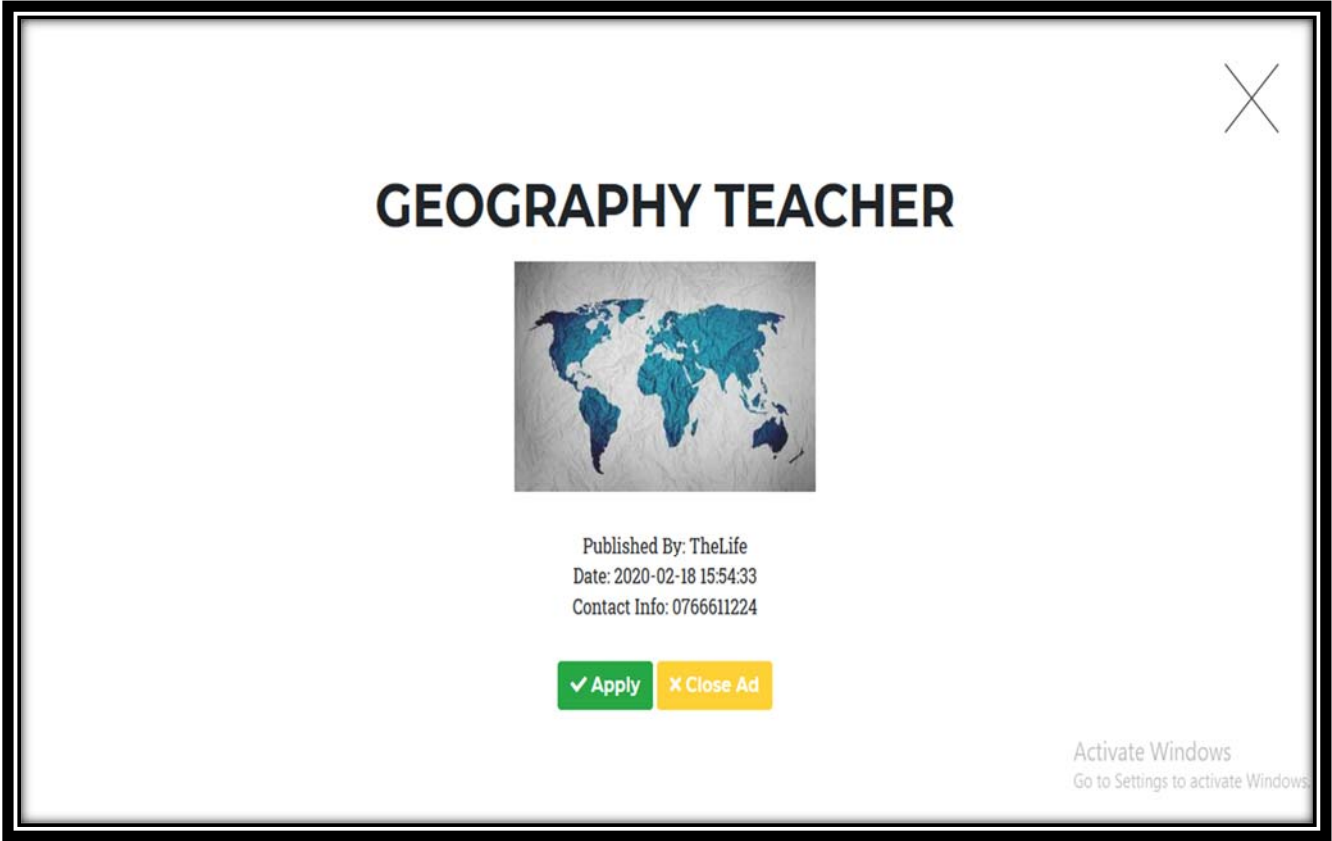 GEOGRAPHY TEACHER
Published By: TheLife
Date: 2020-02-18 15:54:33
Contact Info: 0766611224
Apply
Close Ad
Activate Windows
Go to Settings to activate Windows.